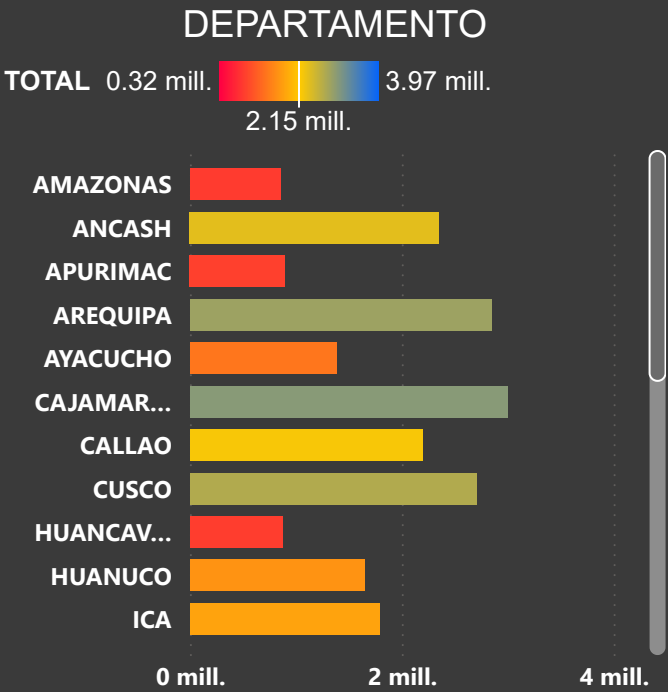 DEPARTAMENTO
TOTAL 0.32 mill. 3.97 mill.
2.15 mill.
AMAZONAS
ANCASH
APURIMAC
AREQUIPA
AYACUCHO
CAJAMAR...
CALLAO
CUSCO
HUANCAV...
HUANUCO
ICA
0 mill. 2 mill. 4 mill.